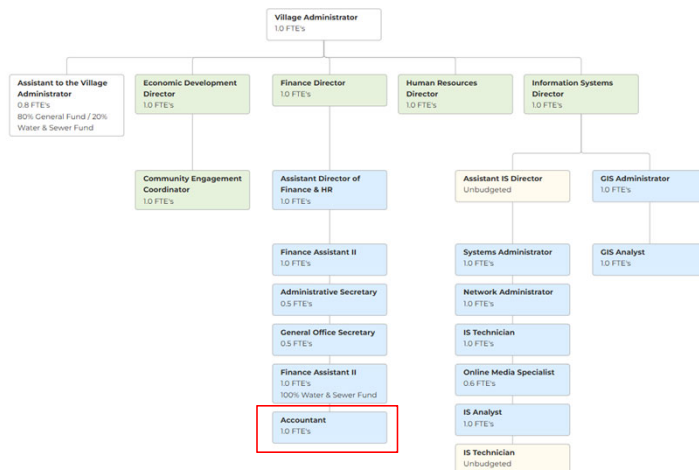 Village Administrator
1.0 FTE's
Assistant to the Village
Administrator
0.8 FTE's
80% General Fund / 20%
Water & Sewer Fund
Economic Development
Director
1.0 FTE's
Finance Director
1.0 FTE's
Human Resources
Director
1.0 FTE's
Information Systems
Director
1.0 FTE's
Community Engagement
Coordinator
1.0 FTE's
Assistant Director of
Finance & HR
1.0 FTE's
Assistant IS Director
Unbudgeted
GIS Administrator
1.0 FTE's
Finance Assistant II
1.0 FTE's
Systems Administrator
1.0 FTE's
GIS Analyst
1.0 FTE's
Administrative Secretary
0.5 FTE's
Network Administrator
1.0 FTE's
General Office Secretary
0.5 FTE's
IS Technician
1.0 FTE's
Finance Assistant II
1.0 FTE's
100% Water & Sewer Fund
Online Media Specialist
0.6 FTE's
Accountant
1.0 FTE's
IS Analyst
1.0 FTE's
IS Technician
Unbudgeted